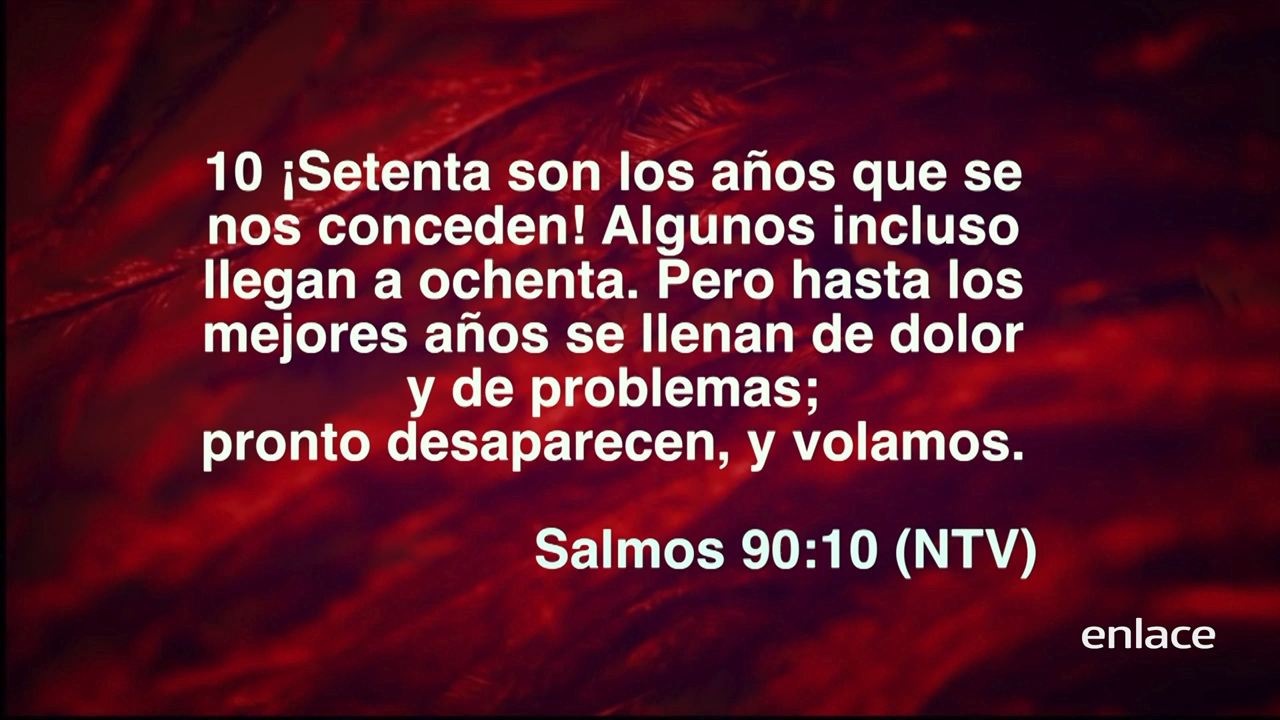 10 ¡Setenta son los años que se
nos conceden! Algunos incluso
llegan a ochenta. Pero hasta los
mejores años se llenan de dolor
y de problemas;
pronto desaparecen, y volamos.
Salmos 90:10 (NTV)
enlace